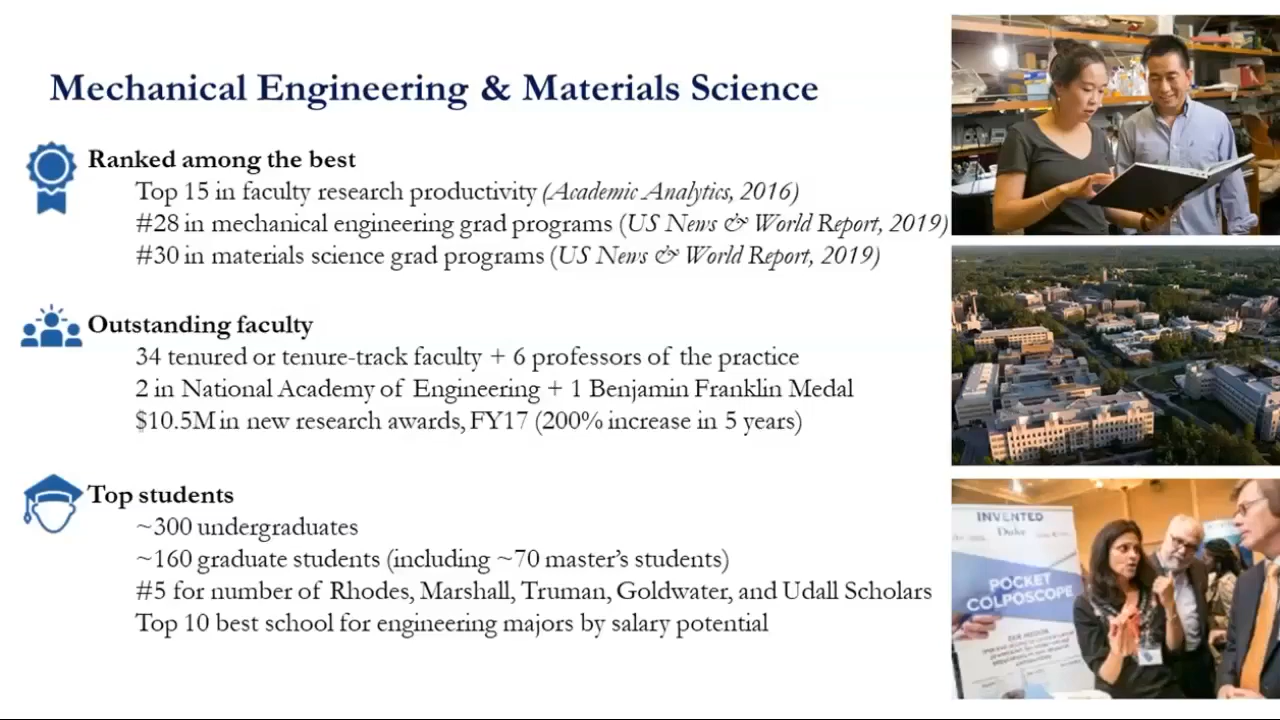 Mechanical Engineering & Materials Science
Ranked among the best
Top 15 in faculty research productivity (Academic Analytics, 2016)
#28 in mechanical engineering grad programs (US News & World Report, 2019)
#30 in materials science grad programs (US News & World Report, 2019)
Outstanding faculty
34 tenured or tenure-track faculty + 6 professors of the practice
2 in National Academy of Engineering + 1 Benjamin Franklin Medal
$10.5M in new research awards, FY17 (200% increase in 5 years)
Top students
~300 undergraduates
~160 graduate students (including ~70 master's students)
#5 for number of Rhodes, Marshall, Truman, Goldwater, and Udall Scholars
Top 10 best school for engineering majors by salary potential
INVENTED
Duke
POCKET
COLPOSCOPE